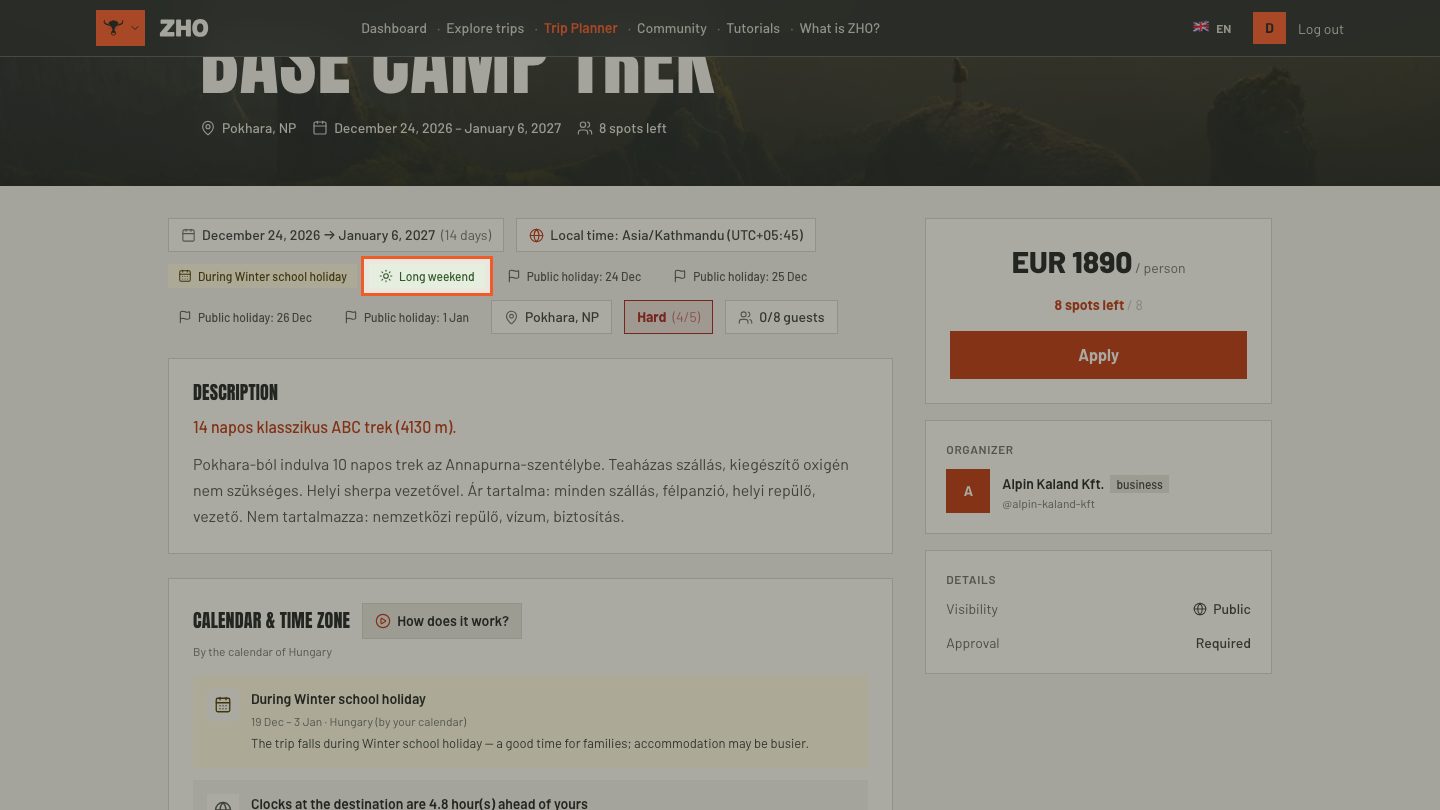 ZHO
Dashboard · Explore trips · Trip Planner · Community · Tutorials · What is ZHO?
EN
D
Log out
BASE CAMP TREK
Pokhara, NP
December 24, 2026 – January 6, 2027
8 spots left
December 24, 2026 → January 6, 2027 (14 days)
Local time: Asia/Kathmandu (UTC+05:45)
During Winter school holiday
Long weekend
Public holiday: 24 Dec
Public holiday: 25 Dec
Public holiday: 26 Dec
Public holiday: 1 Jan
Pokhara, NP
Hard (4/5)
0/8 guests
DESCRIPTION
14 napos klasszikus ABC trek (4130 m).
Pokhara-ból indulva 10 napos trek az Annapurna-szentélybe. Teaházas szállás, kiegészítő oxigén
nem szükséges. Helyi sherpa vezetővel. Ár tartalma: minden szállás, félpanzió, helyi repülő,
vezető. Nem tartalmazza: nemzetközi repülő, vízum, biztosítás.
CALENDAR & TIME ZONE
How does it work?
By the calendar of Hungary
During Winter school holiday
19 Dec – 3 Jan · Hungary (by your calendar)
The trip falls during Winter school holiday — a good time for families; accommodation may be busier.
Clocks at the destination are 4.8 hour(s) ahead of yours
EUR 1890 / person
8 spots left / 8
Apply
ORGANIZER
A
Alpin Kaland Kft.
business
@alpin-kaland-kft
DETAILS
Visibility
Public
Approval
Required